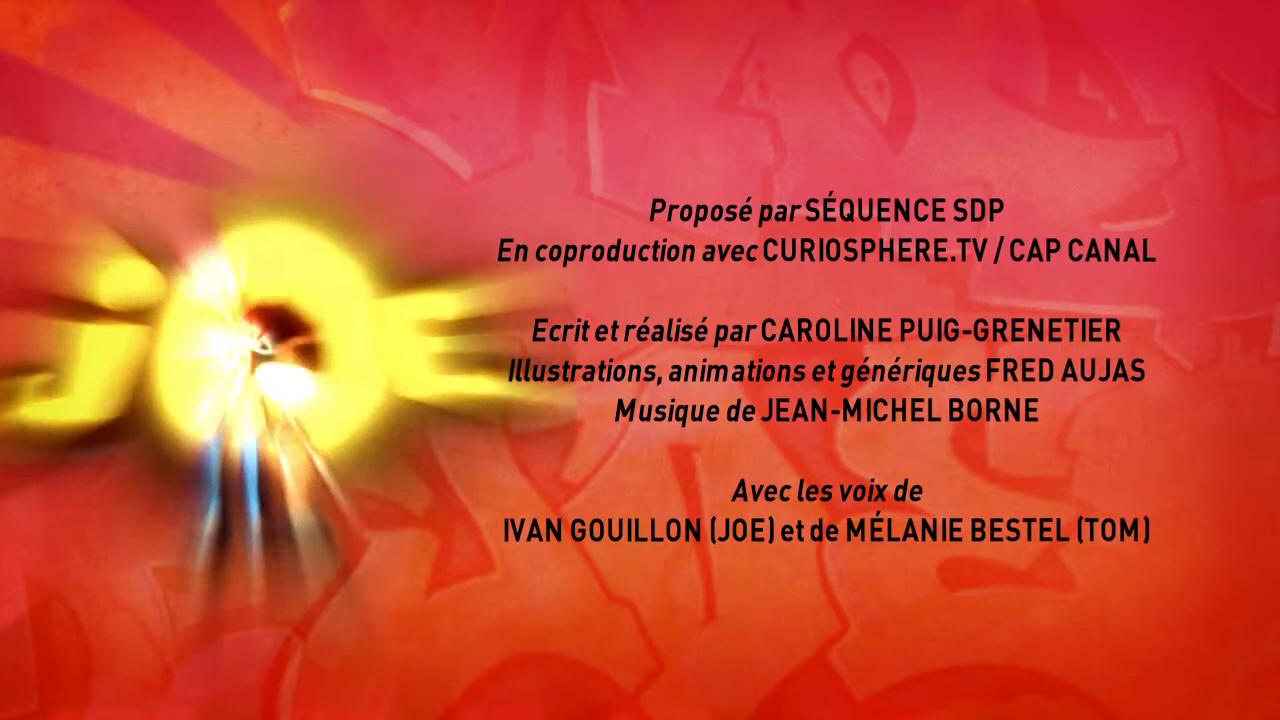 jOE
Proposé par SÉQUENCE SDP
En coproduction avec CURIOSPHERE.TV / CAP CANAL
Ecrit et réalisé par CAROLINE PUIG-GRENETIER
Illustrations, animations et génériques FRED AUJAS
Musique de JEAN-MICHEL BORNE
Avec les voix de
IVAN GOUILLON (JOE) et de MÉLANIE BESTEL (TOM)